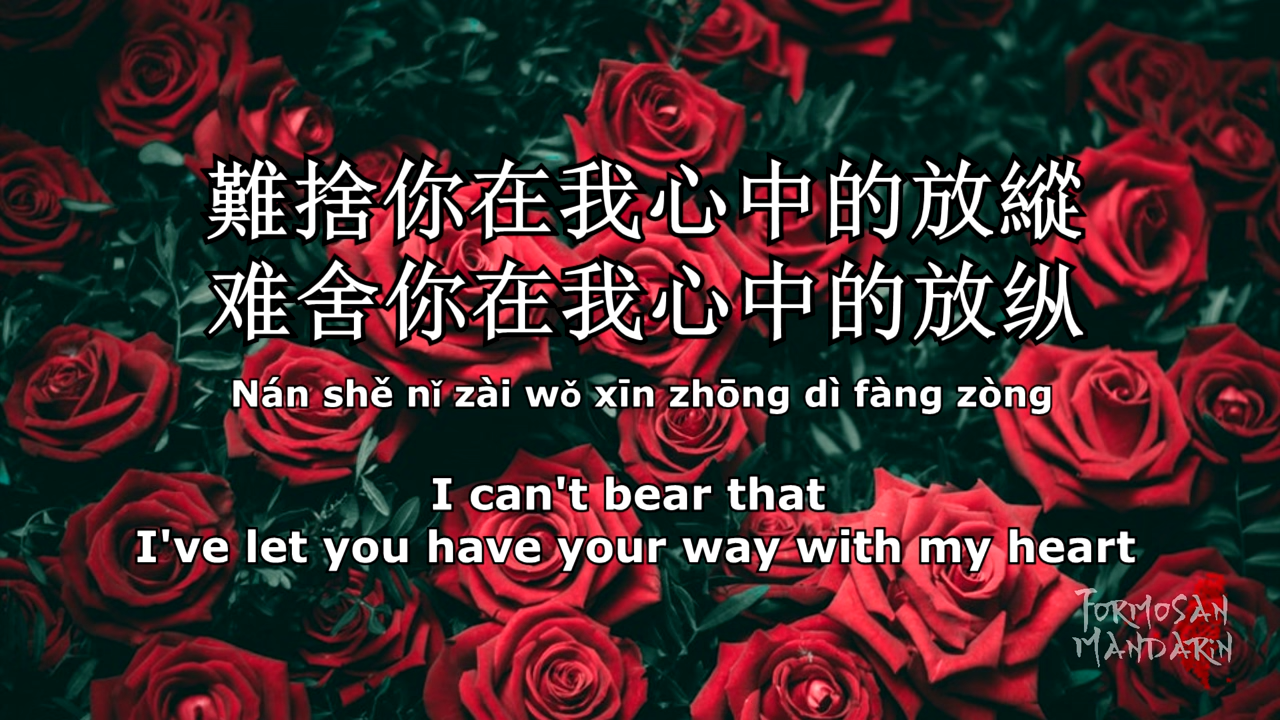 難捨你在我心中的放縱
难舍你在我心中的放纵
Nán shě nǐ zài wǒ xīn zhōng dì fàng zòng
I can't bear that
I've let you have your way with my heart
FORMOSAN
MANDARIN